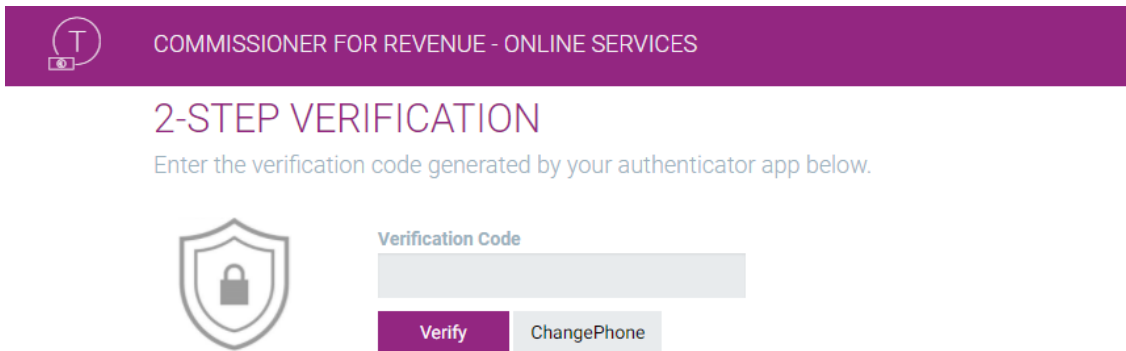 T
COMMISSIONER FOR REVENUE - ONLINE SERVICES
2-STEP VERIFICATION
Enter the verification code generated by your authenticator app below.
Verification Code
Verify
ChangePhone